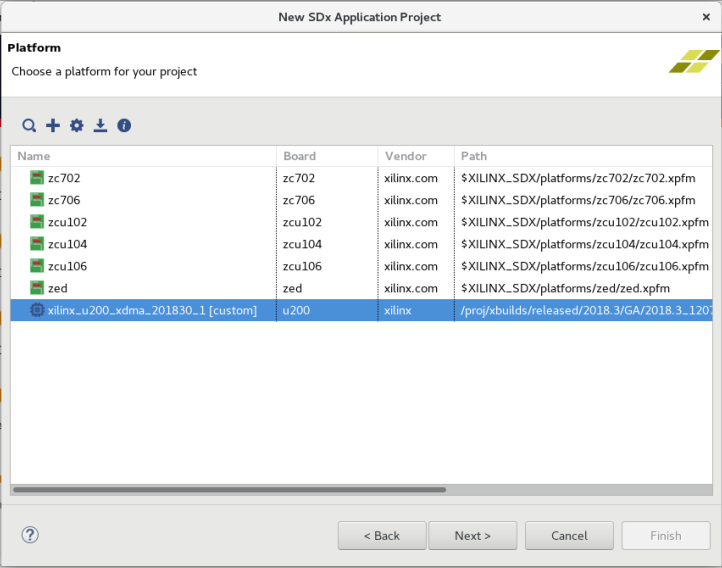 New SDx Application Project
Platform
Choose a platform for your project
Name Board Vendor Path
zc702 zc702 xilinx.com $XILINX_SDX/platforms/zc702/zc702.xpfm
zc706 zc706 xilinx.com $XILINX_SDX/platforms/zc706/zc706.xpfm
zcu102 zcu102 xilinx.com $XILINX_SDX/platforms/zcu102/zcu102.xpfm
zcu104 zcu104 xilinx.com $XILINX_SDX/platforms/zcu104/zcu104.xpfm
zcu106 zcu106 xilinx.com $XILINX_SDX/platforms/zcu106/zcu106.xpfm
zed zed xilinx.com $XILINX_SDX/platforms/zed/zed.xpfm
xilinx_u200_xdma_201830_1 [custom] u200 xilinx /proj/xbuilds/released/2018.3/GA/2018.3_1207
< Back Next > Cancel Finish